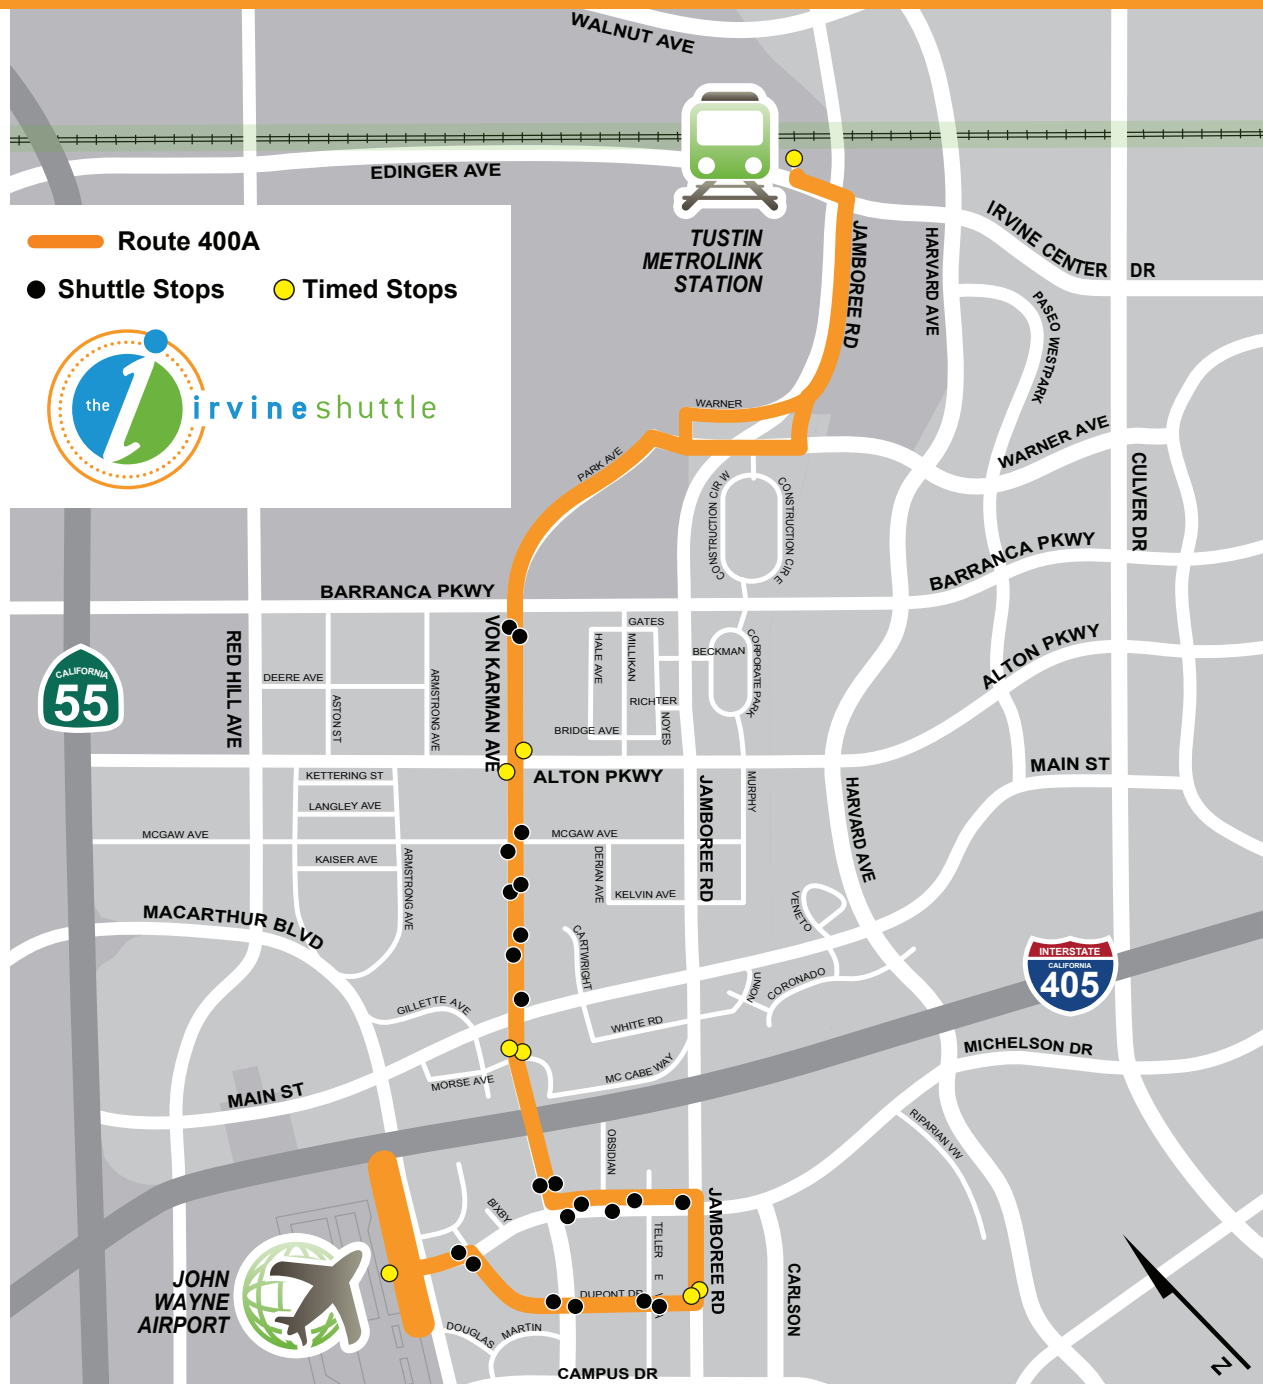 WALNUT AVE
EDINGER AVE
Route 400A
Shuttle Stops
Timed Stops
the i
irvine shuttle
TUSTIN
METROLINK
STATION
JAMBOREE RD
HARVARD AVE
IRVINE CENTER DR
PASEO WESTPARK
WARNER
PARK AVE
WARNER AVE
CULVER DR
CONSTRUCTION CIR W
CONSTRUCTION CIR E
BARRANCA PKWY
BARRANCA PKWY
RED HILL AVE
VON KARMAN AVE
GATES
HALE AVE
MILLIKAN
BECKMAN
CORPORATE PARK
ALTON PKWY
CALIFORNIA
55
DEERE AVE
ASTON ST
ARMSTRONG AVE
RICHTER
NOYES
BRIDGE AVE
KETTERING ST
ALTON PKWY
MAIN ST
LANGLEY AVE
JAMBOREE RD
MURPHY
HARVARD AVE
MCGAW AVE
MCGAW AVE
KAISER AVE
ARMSTRONG AVE
DERIAN AVE
KELVIN AVE
VENETO
MACARTHUR BLVD
CARTWRIGHT
INTERSTATE
CALIFORNIA
405
UNION
CORONADO
GILLETTE AVE
WHITE RD
MICHELSON DR
MORSE AVE
MC CABE WAY
MAIN ST
OBSIDIAN
RIPARIAN VW
BIXBY
TELLER E
JAMBOREE RD
CARLSON
JOHN
WAYNE
AIRPORT
DUPONT DR
DOUGLAS
MARTIN
CAMPUS DR
N